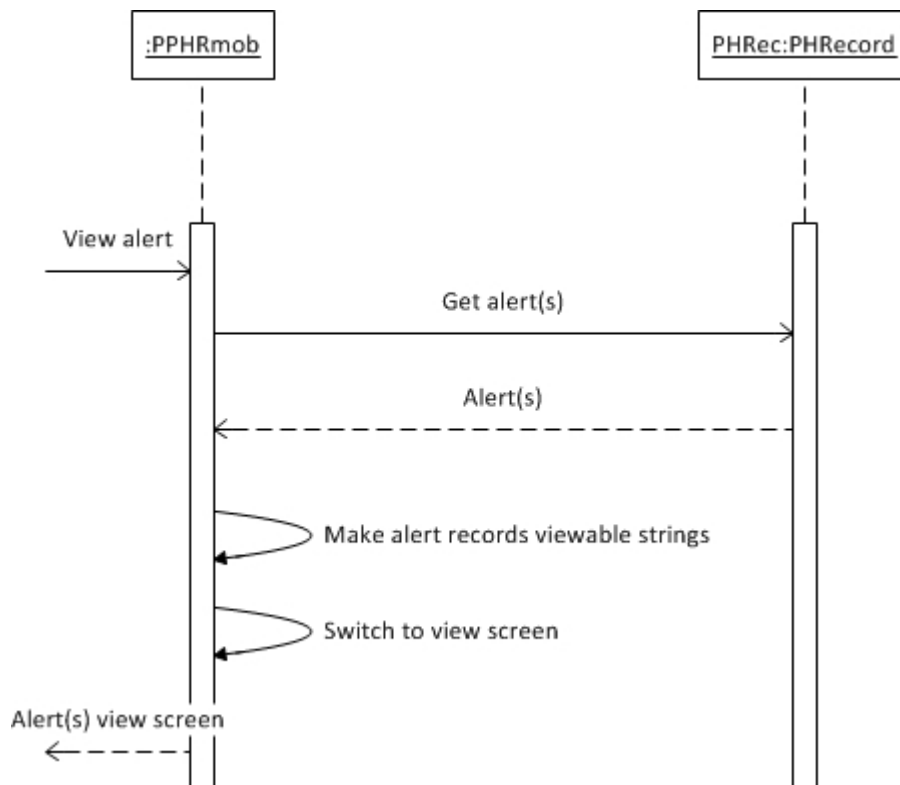 :PPHRmob
PHRec:PHRecord
View alert
Get alert(s)
Alert(s)
Make alert records viewable strings
Switch to view screen
Alert(s) view screen